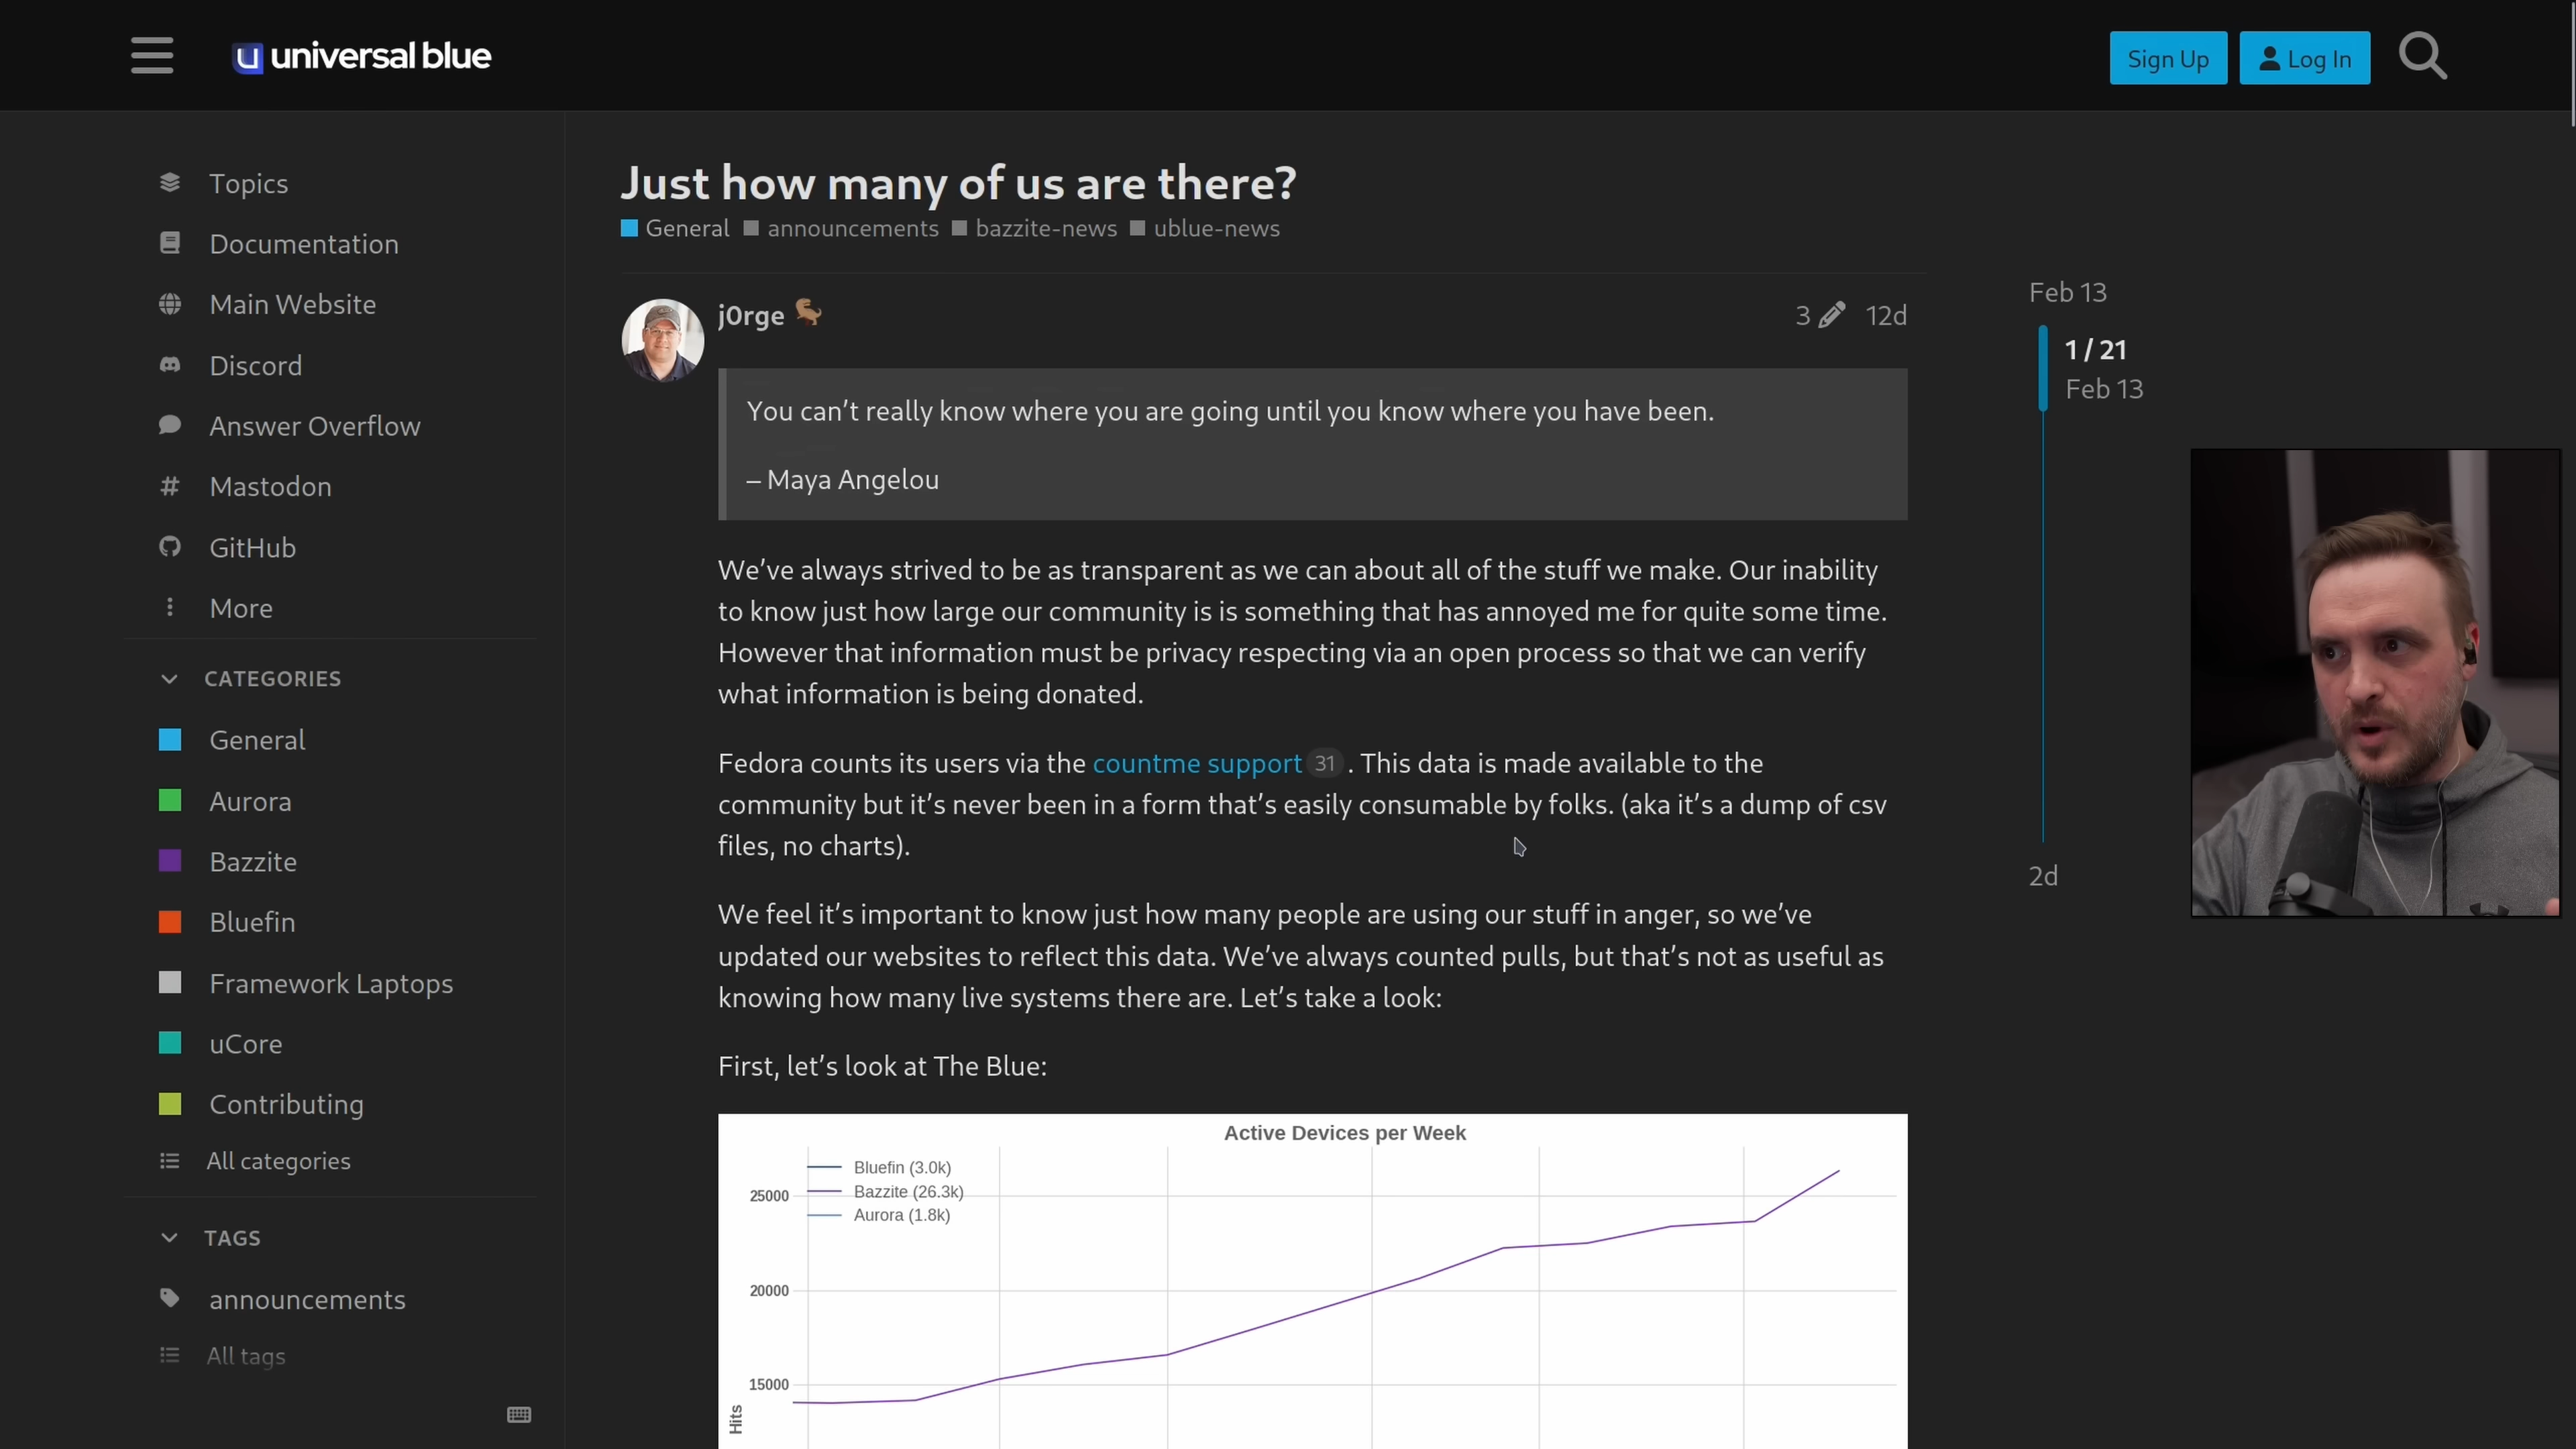 universal blue
Sign Up
Log In
Topics
Documentation
Main Website
Discord
Answer Overflow
Mastodon
GitHub
More
CATEGORIES
General
Aurora
Bazzite
Bluefin
Framework Laptops
uCore
Contributing
All categories
TAGS
announcements
All tags
Just how many of us are there?
General announcements bazzite-news ublue-news
j0rge
3 12d
You can’t really know where you are going until you know where you have been.
– Maya Angelou
We’ve always strived to be as transparent as we can about all of the stuff we make. Our inability
to know just how large our community is is something that has annoyed me for quite some time.
However that information must be privacy respecting via an open process so that we can verify
what information is being donated.
Fedora counts its users via the countme support 31 . This data is made available to the
community but it’s never been in a form that’s easily consumable by folks. (aka it’s a dump of csv
files, no charts).
We feel it’s important to know just how many people are using our stuff in anger, so we’ve
updated our websites to reflect this data. We’ve always counted pulls, but that’s not as useful as
knowing how many live systems there are. Let’s take a look:
First, let’s look at The Blue:
Active Devices per Week
Bluefin (3.0k)
Bazzite (26.3k)
Aurora (1.8k)
25000
20000
15000
Hits
Feb 13
1 / 21
Feb 13
2d